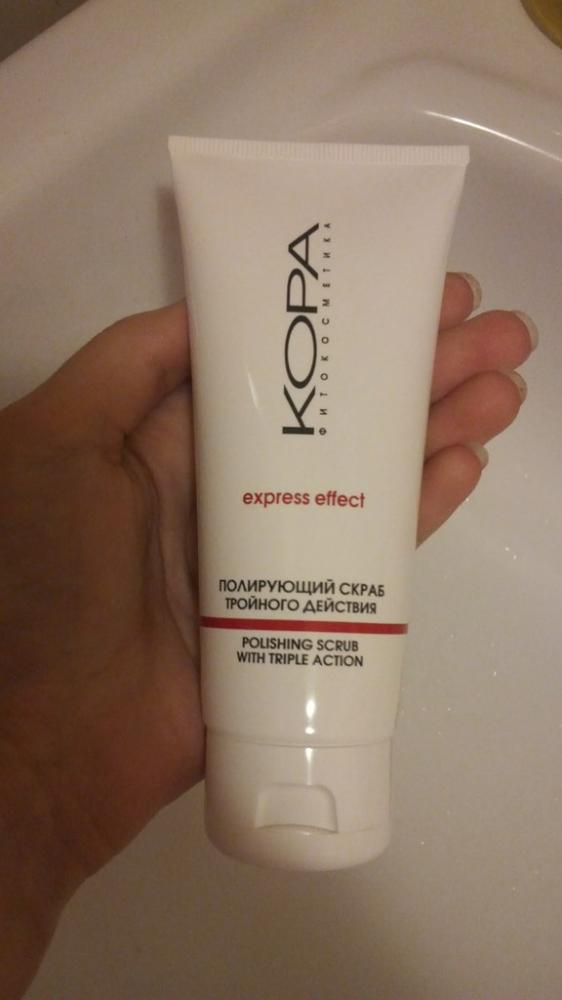 КОРА
ФИТОКОСМЕТИКА
express effect
ПОЛИРУЮЩИЙ СКРАБ
ТРОЙНОГО ДЕЙСТВИЯ
POLISHING SCRUB
WITH TRIPLE ACTION